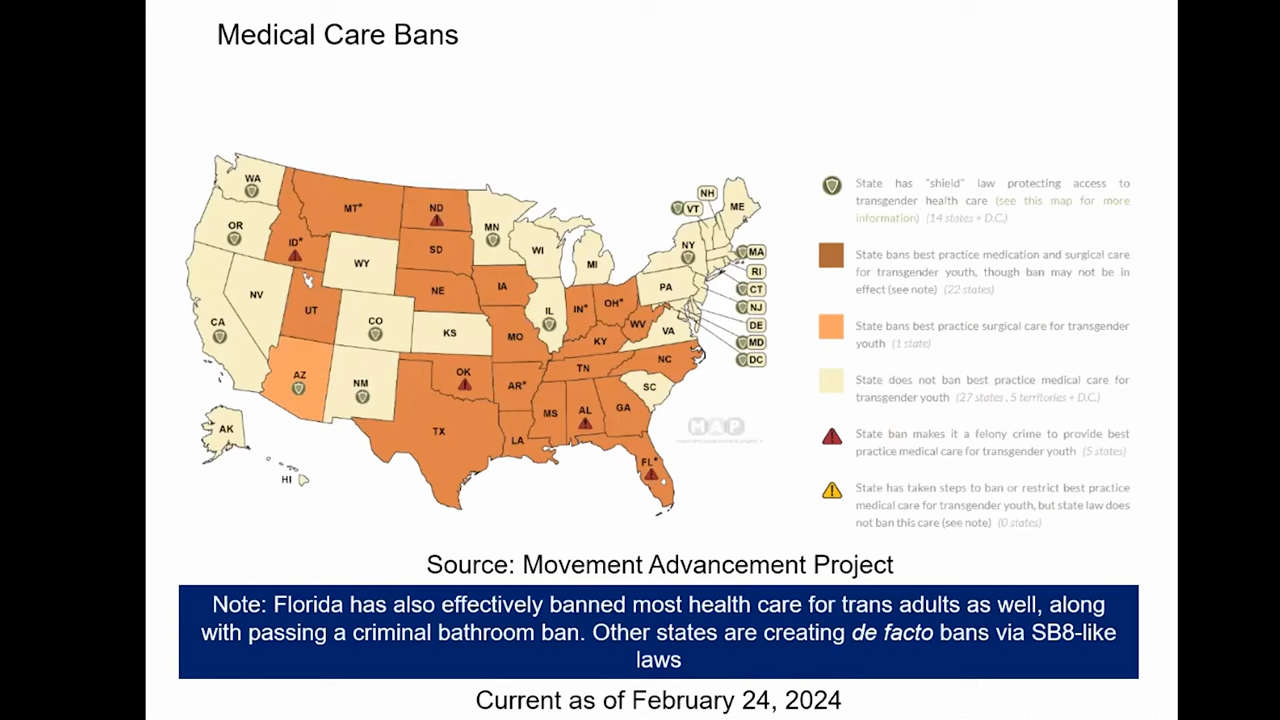 Medical Care Bans
WA
OR
CA
NV
ID*
MT*
WY
UT
AZ
CO
NM
ND
SD
NE
KS
OK
TX
MN
IA
MO
AR*
LA
WI
IL
MI
IN*
OH*
KY
TN
MS
AL
GA
FL*
SC
NC
VA
WV
PA
NY
VT
NH
ME
MA
RI
CT
NJ
DE
MD
DC
AK
HI
MAP
State has "shield" law protecting access to
transgender health care (see this map for more
information) (14 states + D.C.)
State bans best practice medication and surgical care
for transgender youth, though ban may not be in
effect (see note) (22 states)
State bans best practice surgical care for transgender
youth (1 state)
State does not ban best practice medical care for
transgender youth (27 states , 5 territories + D.C.)
State ban makes it a felony crime to provide best
practice medical care for transgender youth (5 states)
State has taken steps to ban or restrict best practice
medical care for transgender youth, but state law does
not ban this care (see note) (0 states)
Source: Movement Advancement Project
Note: Florida has also effectively banned most health care for trans adults as well, along
with passing a criminal bathroom ban. Other states are creating de facto bans via SB8-like
laws
Current as of February 24, 2024